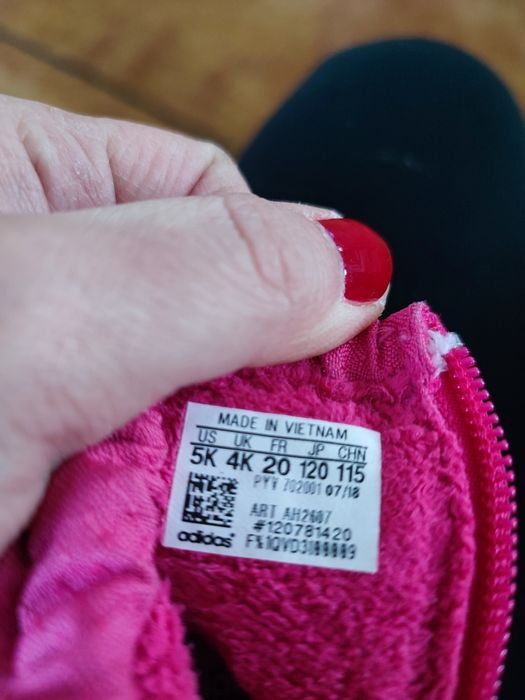 MADE IN VIETNAM
US UK FR JP CHN
5K 4K 20 120 115
PYV 702001 07/18
ART AH2607
#120781420
adidas